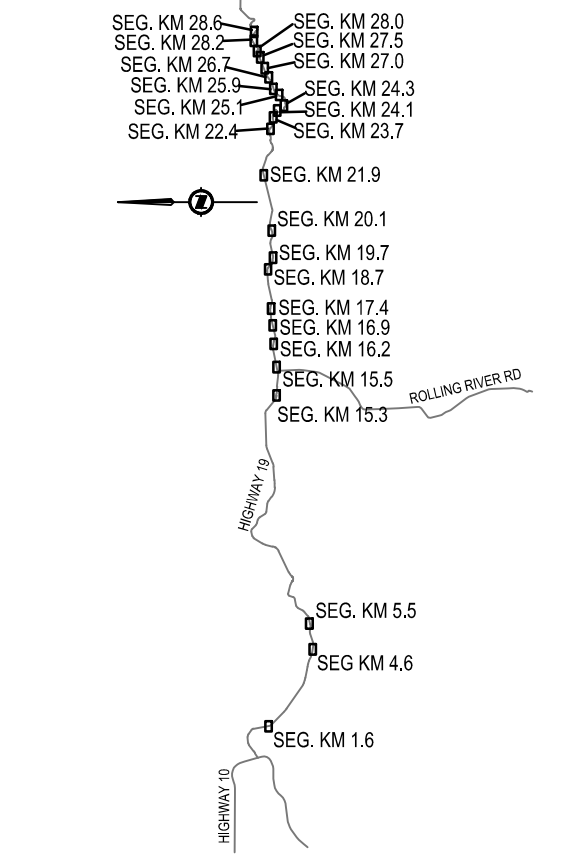 SEG. KM 28.6
SEG. KM 28.0
SEG. KM 28.2
SEG. KM 27.5
SEG. KM 26.7
SEG. KM 27.0
SEG. KM 25.9
SEG. KM 24.3
SEG. KM 25.1
SEG. KM 24.1
SEG. KM 22.4
SEG. KM 23.7
SEG. KM 21.9
Z
SEG. KM 20.1
SEG. KM 19.7
SEG. KM 18.7
SEG. KM 17.4
SEG. KM 16.9
SEG. KM 16.2
SEG. KM 15.5
ROLLING RIVER RD
SEG. KM 15.3
HIGHWAY 19
SEG. KM 5.5
SEG KM 4.6
SEG. KM 1.6
HIGHWAY 10